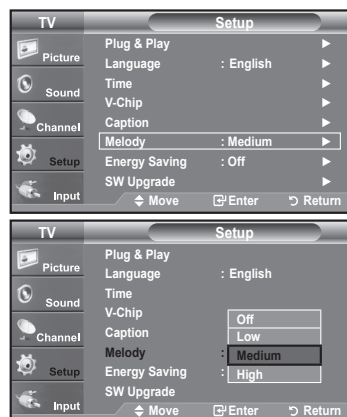 TV Setup
Picture
Sound
Channel
Setup
Input
Plug & Play ►
Language : English ►
Time ►
V-Chip ►
Caption ►
Melody : Medium ►
Energy Saving : Off ►
SW Upgrade ►
Move Enter Return
TV Setup
Picture
Sound
Channel
Setup
Input
Plug & Play
Language : English
Time
V-Chip
Caption
Melody :
Energy Saving :
SW Upgrade
Off
Low
Medium
High
Move Enter Return